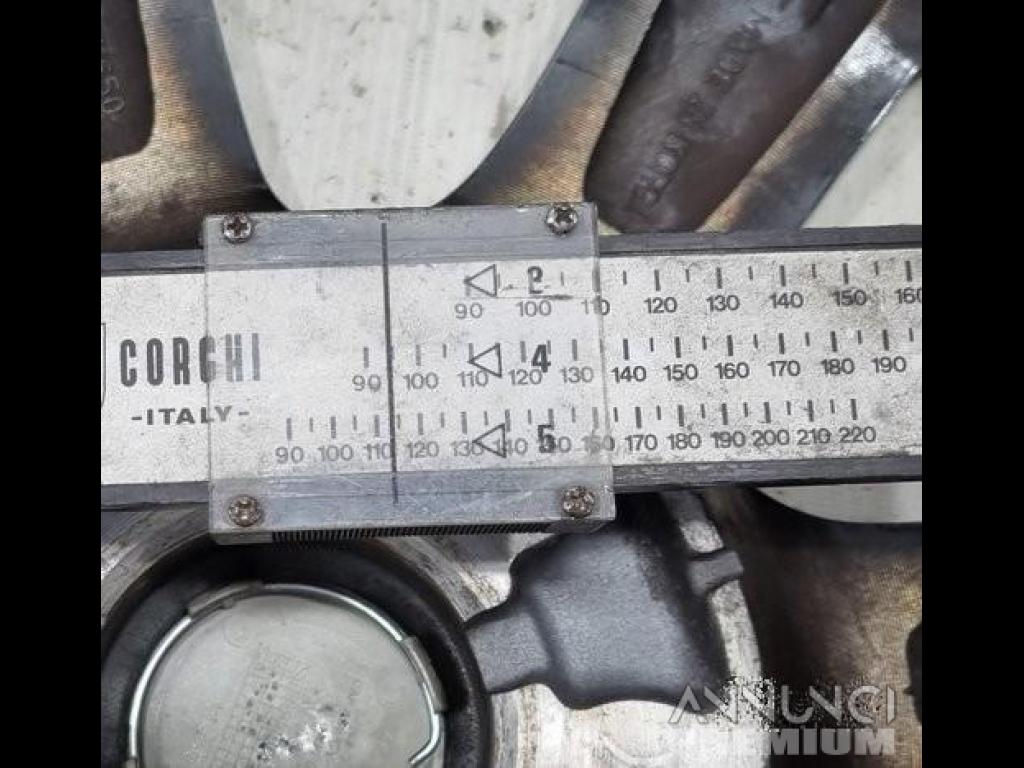 2
90 100 110 120 130 140 150 160
CORGHI
-ITALY-
4
90 100 110 120 130 140 150 160 170 180 190
5
90 100 110 120 130 140 150 160 170 180 190 200 210 220
ANNUNCI
PREMIUM